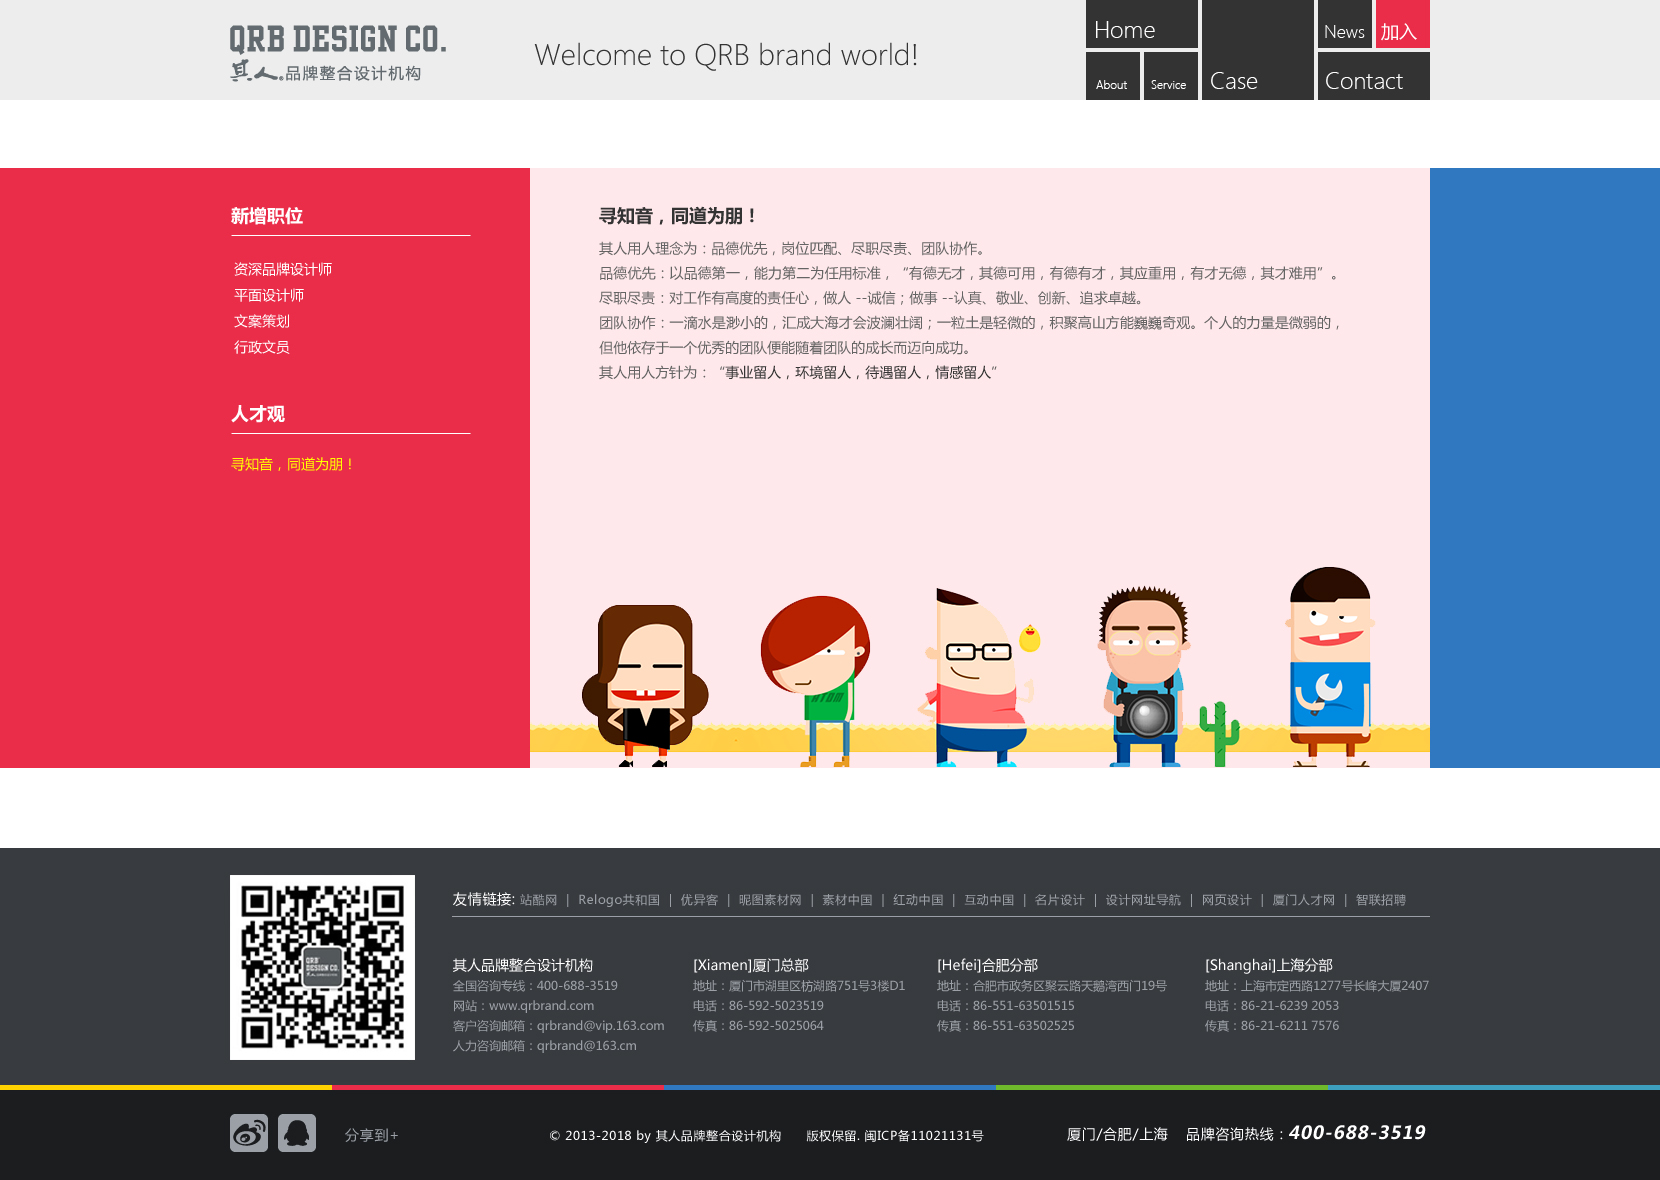 QRB DESIGN CO.
其人®品牌整合设计机构
Welcome to QRB brand world!
Home
News
加入
About
Service
Case
Contact
新增职位
资深品牌设计师
平面设计师
文案策划
行政文员
人才观
寻知音，同道为朋！
寻知音，同道为朋！
其人用人理念为：品德优先，岗位匹配、尽职尽责、团队协作。
品德优先：以品德第一，能力第二为任用标准，“有德无才，其德可用，有德有才，其应重用，有才无德，其才难用”。
尽职尽责：对工作有高度的责任心，做人 --诚信；做事 --认真、敬业、创新、追求卓越。
团队协作：一滴水是渺小的，汇成大海才会波澜壮阔；一粒土是轻微的，积聚高山方能巍巍奇观。个人的力量是微弱的，
但他依存于一个优秀的团队便能随着团队的成长而迈向成功。
其人用人方针为：“事业留人，环境留人，待遇留人，情感留人”
QRB DESIGN CO.
友情链接: 站酷网 | Relogo共和国 | 优异客 | 昵图素材网 | 素材中国 | 红动中国 | 互动中国 | 名片设计 | 设计网址导航 | 网页设计 | 厦门人才网 | 智联招聘
其人品牌整合设计机构
全国咨询专线：400-688-3519
网站：www.qrbrand.com
客户咨询邮箱：qrbrand@vip.163.com
人力咨询邮箱：qrbrand@163.cm
[Xiamen]厦门总部
地址：厦门市湖里区枋湖路751号3楼D1
电话：86-592-5023519
传真：86-592-5025064
[Hefei]合肥分部
地址：合肥市政务区聚云路天鹅湾西门19号
电话：86-551-63501515
传真：86-551-63502525
[Shanghai]上海分部
地址：上海市定西路1277号长峰大厦2407
电话：86-21-6239 2053
传真：86-21-6211 7576
分享到+
© 2013-2018 by 其人品牌整合设计机构 版权保留. 闽ICP备11021131号
厦门/合肥/上海 品牌咨询热线：400-688-3519